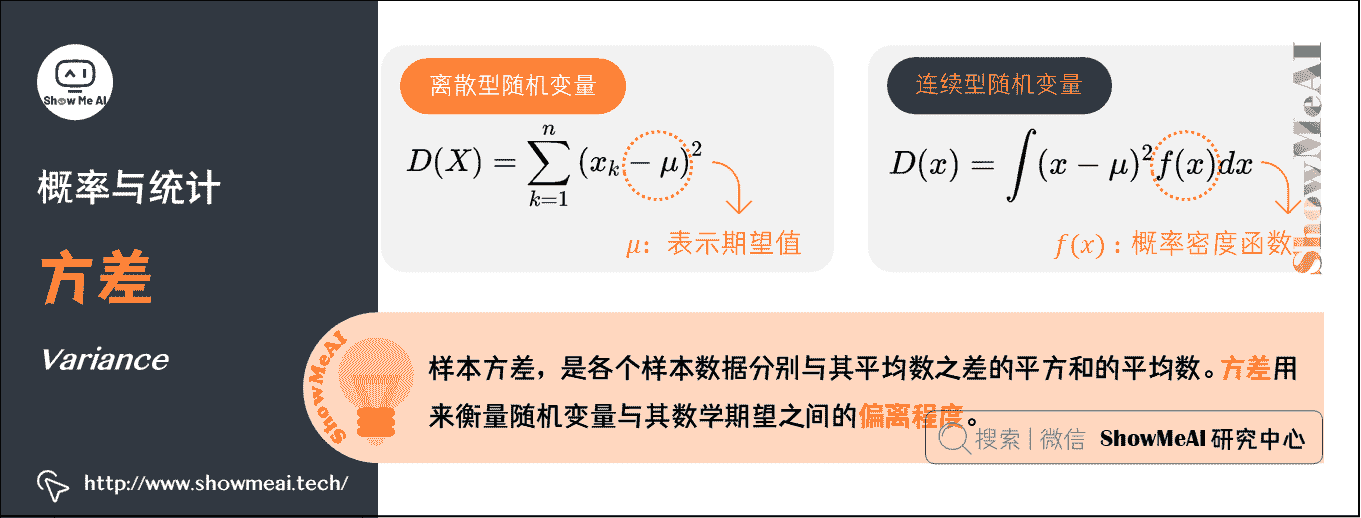 Show Me AI
概率与统计
方差
Variance
http://www.showmeai.tech/
离散型随机变量
D(X) = ∑_{k=1}^{n} (x_k − μ)^2
μ: 表示期望值
连续型随机变量
D(x) = ∫(x − μ)^2 f(x)dx
f(x) : 概率密度函数
ShowMeAI
ShowMeAI
样本方差，是各个样本数据分别与其平均数之差的平方和的平均数。方差用
来衡量随机变量与其数学期望之间的偏离程度。
搜索 | 微信 ShowMeAI 研究中心